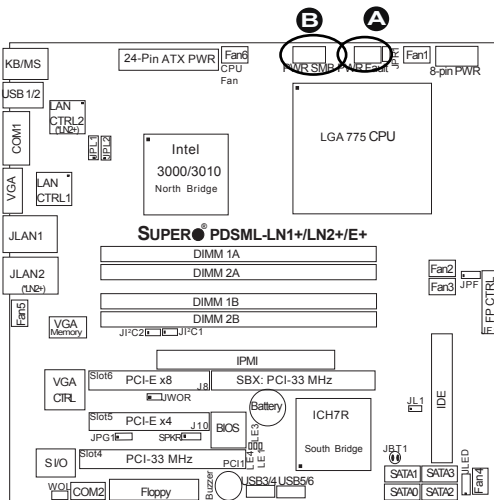 B A
24-Pin ATX PWR
Fan6
CPU
Fan
PWR SMB
PWR Fault
JPR1
Fan1
8-pin PWR
KB/MS
USB 1/2
LAN
CTRL2
(*LN2+)
COM1
JPL1
JPL2
Intel
3000/3010
North Bridge
LGA 775 CPU
VGA
LAN
CTRL1
JLAN1
SUPER® PDSML-LN1+/LN2+/E+
DIMM 1A
DIMM 2A
JLAN2
(*LN2+)
Fan2
Fan3
JPF
FP CTRL
JF
DIMM 1B
DIMM 2B
Fan5
VGA
Memory
JI²C2
JI²C1
IPMI
IDE
VGA
CTRL
Slot6
PCI-E x8
J8
SBX: PCI-33 MHz
JWOR
Battery
ICH7R
South Bridge
JL1
Slot5
PCI-E x4
J10
BIOS
JPG1
SPKR
LE3
LE4
LE1
JBT1
S I/O
Slot4
PCI-33 MHz
PCI1
JLED
SATA1
SATA3
Fan4
WOL
COM2
Floppy
Buzzer
USB3/4
USB5/6
SATA0
SATA2